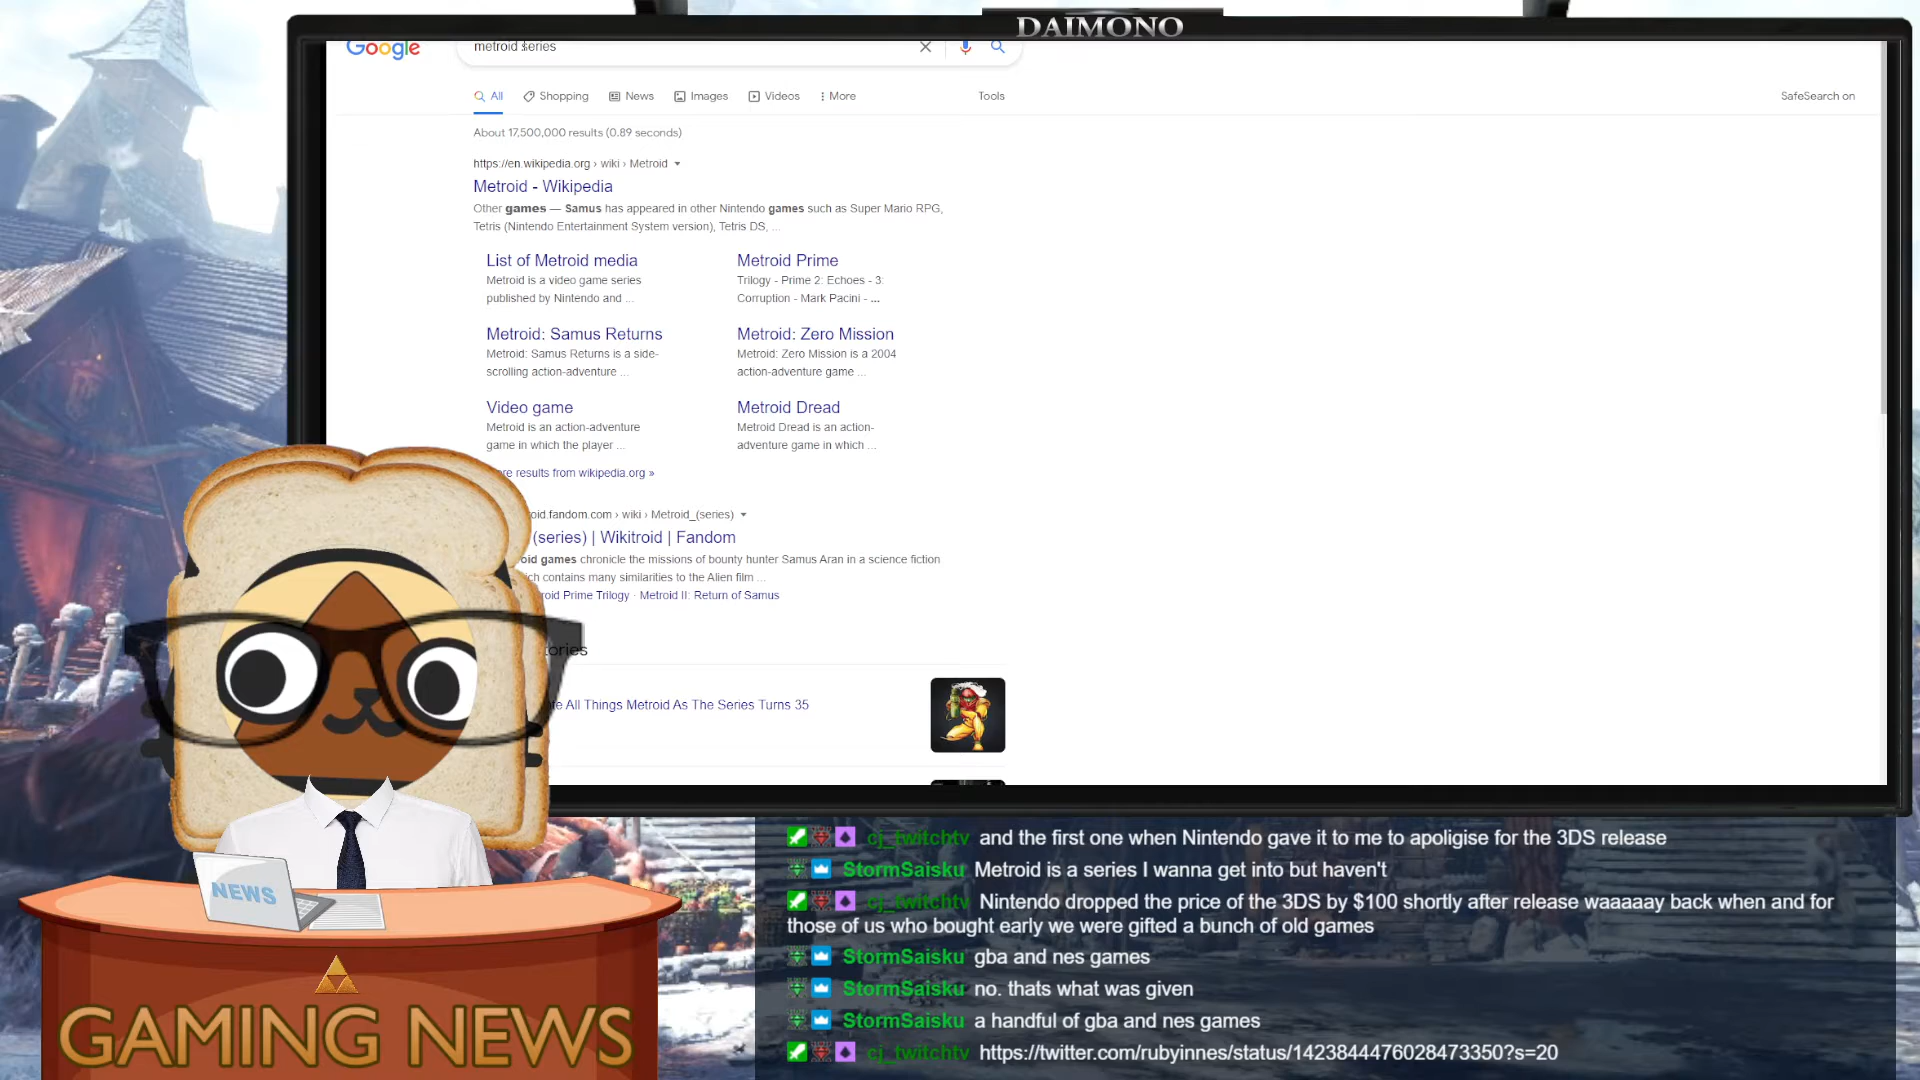 DAIMONO
Google
metroid series
All
Shopping
News
Images
Videos
More
Tools
SafeSearch on
About 17,500,000 results (0.89 seconds)
https://en.wikipedia.org › wiki › Metroid
Metroid - Wikipedia
Other games — Samus has appeared in other Nintendo games such as Super Mario RPG,
Tetris (Nintendo Entertainment System version), Tetris DS, ...
List of Metroid media
Metroid is a video game series
published by Nintendo and ...
Metroid Prime
Trilogy - Prime 2: Echoes - 3:
Corruption - Mark Pacini - ...
Metroid: Samus Returns
Metroid: Samus Returns is a side-
scrolling action-adventure ...
Metroid: Zero Mission
Metroid: Zero Mission is a 2004
action-adventure game ...
Video game
Metroid is an action-adventure
game in which the player ...
Metroid Dread
Metroid Dread is an action-
adventure game in which ...
results from wikipedia.org »
oid.fandom.com › wiki › Metroid_(series)
(series) | Wikitroid | Fandom
oid games chronicle the missions of bounty hunter Samus Aran in a science fiction
ch contains many similarities to the Alien film ...
oid Prime Trilogy · Metroid II: Return of Samus
ories
All Things Metroid As The Series Turns 35
NEWS
GAMING NEWS
cj_twitchtv and the first one when Nintendo gave it to me to apoligise for the 3DS release
StormSaisku Metroid is a series I wanna get into but haven't
cj_twitchtv Nintendo dropped the price of the 3DS by $100 shortly after release waaaaay back when and for
those of us who bought early we were gifted a bunch of old games
StormSaisku gba and nes games
StormSaisku no. thats what was given
StormSaisku a handful of gba and nes games
cj_twitchtv https://twitter.com/rubyinnes/status/1423844476028473350?s=20